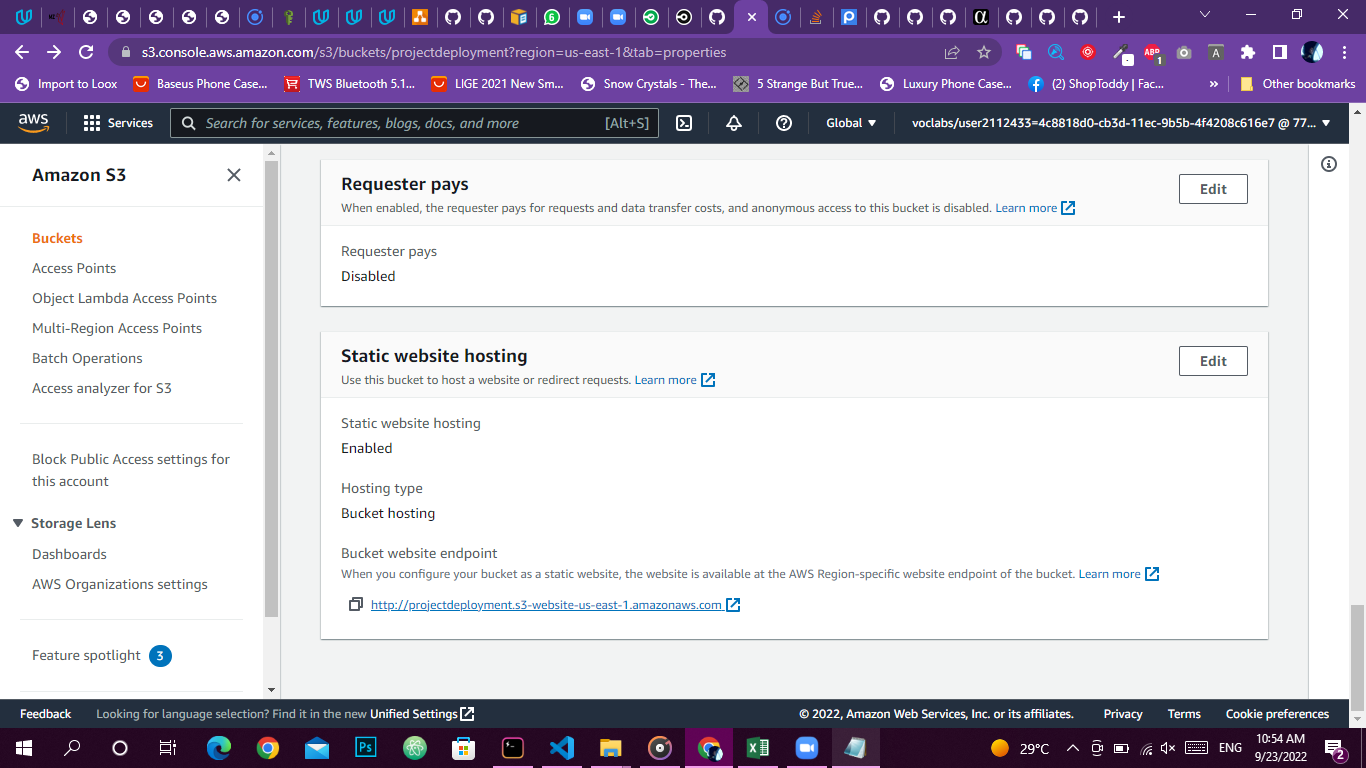 s3.console.aws.amazon.com/s3/buckets/projectdeployment?region=us-east-1&tab=properties
Import to Loox
Baseus Phone Case...
TWS Bluetooth 5.1...
LIGE 2021 New Sm...
Snow Crystals - The...
5 Strange But True...
Luxury Phone Case...
(2) ShopToddy | Fac...
»
Other bookmarks
aws
Services
Search for services, features, blogs, docs, and more
[Alt+S]
Global
voclabs/user2112433=4c8818d0-cb3d-11ec-9b5b-4f4208c616e7 @ 77...
Amazon S3
Buckets
Access Points
Object Lambda Access Points
Multi-Region Access Points
Batch Operations
Access analyzer for S3
Block Public Access settings for
this account
Storage Lens
Dashboards
AWS Organizations settings
Feature spotlight 3
Requester pays
Edit
When enabled, the requester pays for requests and data transfer costs, and anonymous access to this bucket is disabled. Learn more
Requester pays
Disabled
Static website hosting
Edit
Use this bucket to host a website or redirect requests. Learn more
Static website hosting
Enabled
Hosting type
Bucket hosting
Bucket website endpoint
When you configure your bucket as a static website, the website is available at the AWS Region-specific website endpoint of the bucket. Learn more
http://projectdeployment.s3-website-us-east-1.amazonaws.com
Feedback
Looking for language selection? Find it in the new Unified Settings
© 2022, Amazon Web Services, Inc. or its affiliates.
Privacy
Terms
Cookie preferences
Ps
29°C
ENG
10:54 AM
9/23/2022
2